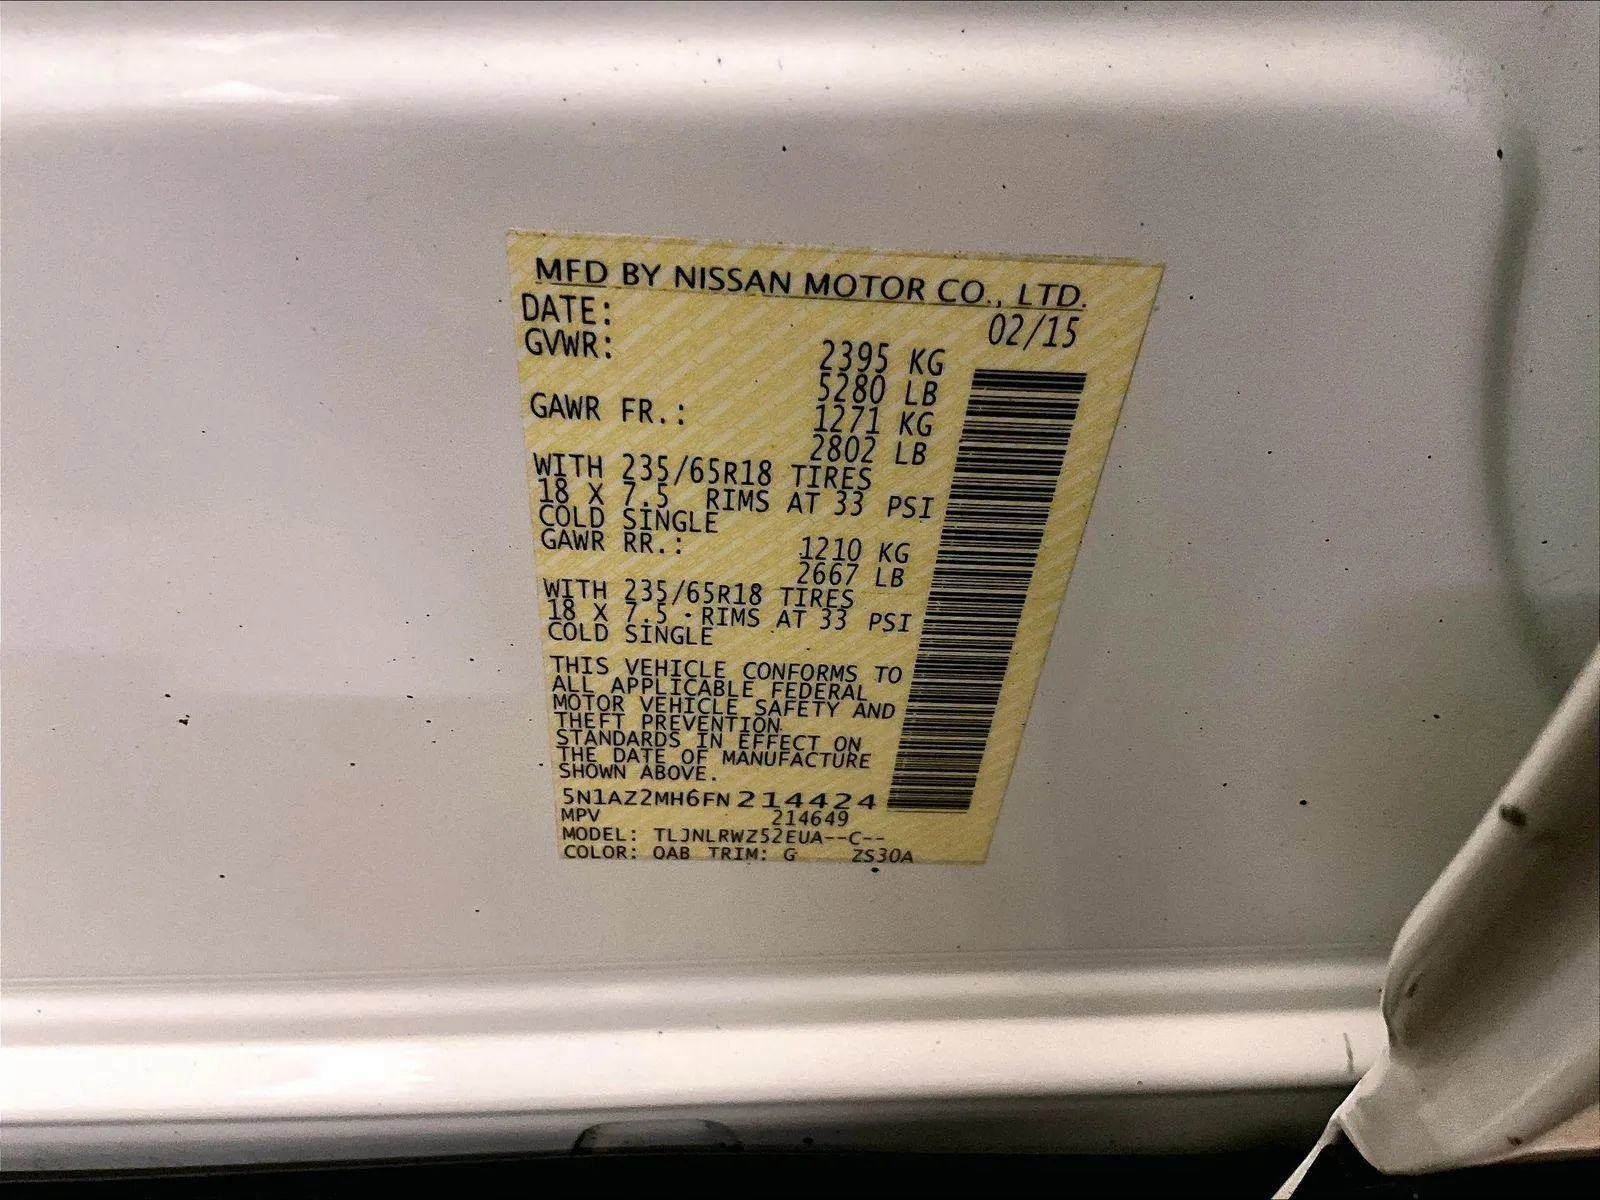 MFD BY NISSAN MOTOR CO., LTD.
DATE: 02/15
GVWR: 2395 KG
5280 LB
GAWR FR.: 1271 KG
2802 LB
WITH 235/65R18 TIRES
18 X 7.5 RIMS AT 33 PSI
COLD SINGLE
GAWR RR.: 1210 KG
2667 LB
WITH 235/65R18 TIRES
18 X 7.5 RIMS AT 33 PSI
COLD SINGLE
THIS VEHICLE CONFORMS TO
ALL APPLICABLE FEDERAL
MOTOR VEHICLE SAFETY AND
THEFT PREVENTION
STANDARDS IN EFFECT ON
THE DATE OF MANUFACTURE
SHOWN ABOVE.
5N1AZ2MH6FN214424
MPV 214649
MODEL: TLJNLRWZ52EUA--C--
COLOR: QAB TRIM: G ZS30A